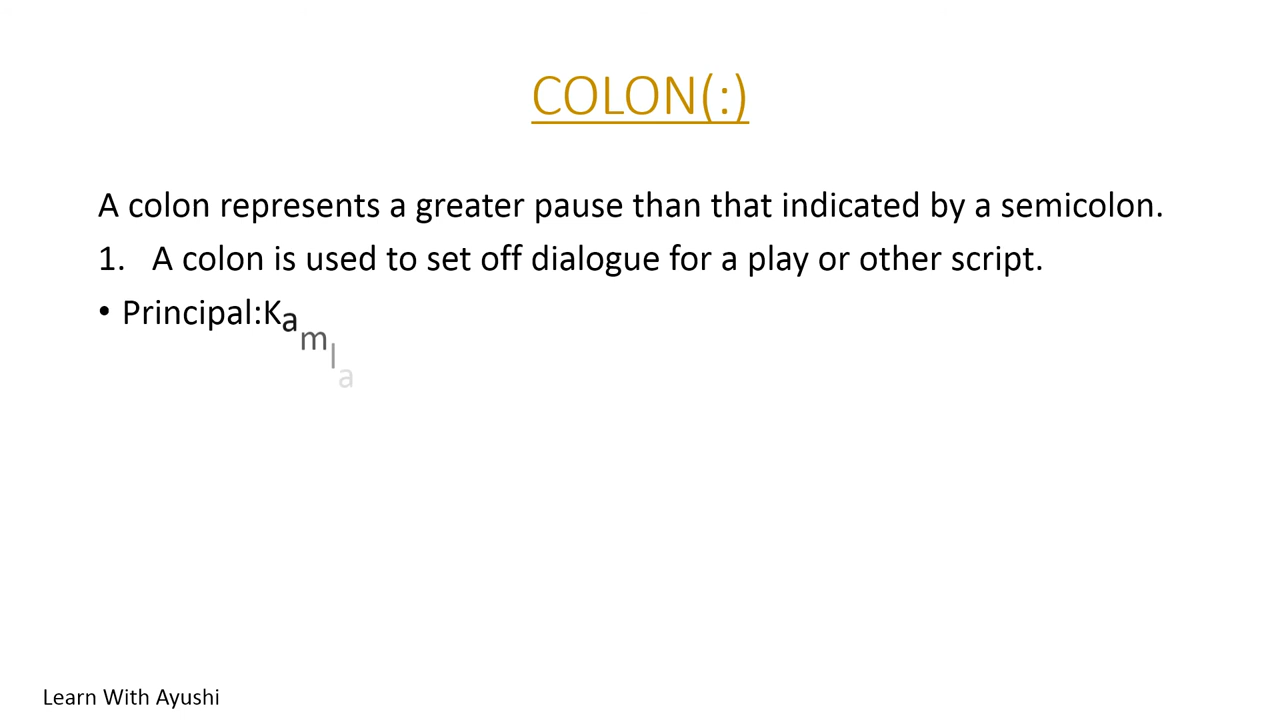 COLON(:)
A colon represents a greater pause than that indicated by a semicolon.
1. A colon is used to set off dialogue for a play or other script.
• Principal:Kamla
Learn With Ayushi